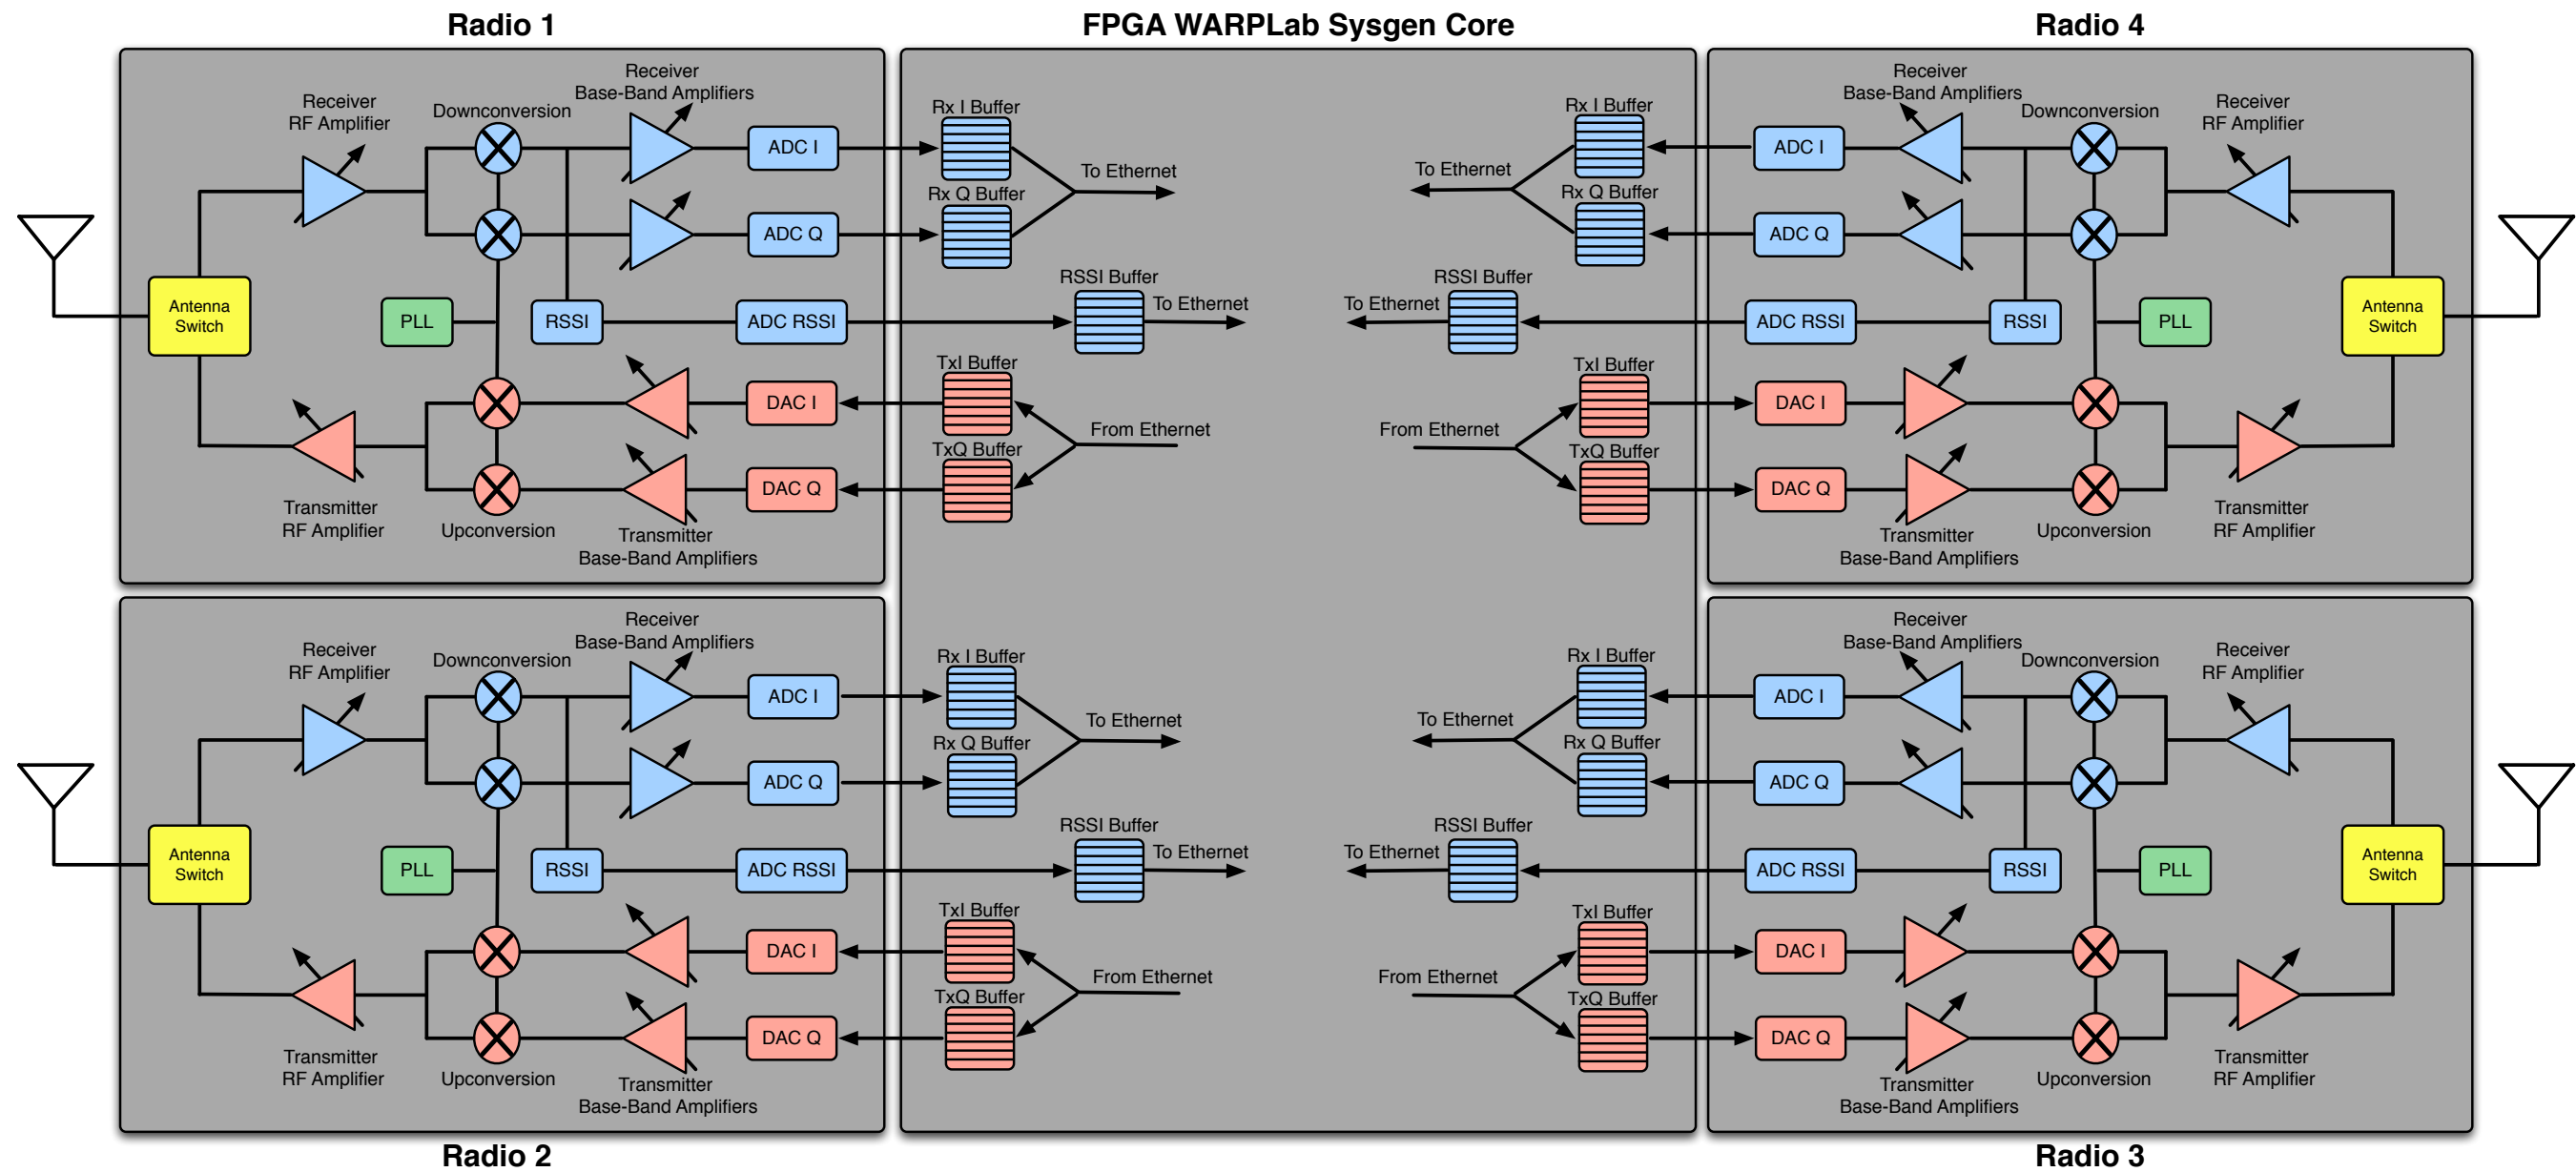 Radio 1
FPGA WARPLab Sysgen Core
Radio 4
Receiver
RF Amplifier
Downconversion
Receiver
Base-Band Amplifiers
ADC I
ADC Q
Antenna
Switch
PLL
RSSI
ADC RSSI
DAC I
DAC Q
Transmitter
RF Amplifier
Upconversion
Transmitter
Base-Band Amplifiers
Rx I Buffer
To Ethernet
Rx Q Buffer
RSSI Buffer
To Ethernet
TxI Buffer
From Ethernet
TxQ Buffer
Rx I Buffer
To Ethernet
Rx Q Buffer
RSSI Buffer
To Ethernet
TxI Buffer
From Ethernet
TxQ Buffer
Receiver
Base-Band Amplifiers
Downconversion
Receiver
RF Amplifier
ADC I
ADC Q
ADC RSSI
RSSI
PLL
Antenna
Switch
DAC I
DAC Q
Transmitter
Base-Band Amplifiers
Upconversion
Transmitter
RF Amplifier
Receiver
RF Amplifier
Downconversion
Receiver
Base-Band Amplifiers
ADC I
ADC Q
Antenna
Switch
PLL
RSSI
ADC RSSI
DAC I
DAC Q
Transmitter
RF Amplifier
Upconversion
Transmitter
Base-Band Amplifiers
Rx I Buffer
To Ethernet
Rx Q Buffer
RSSI Buffer
To Ethernet
TxI Buffer
From Ethernet
TxQ Buffer
Rx I Buffer
To Ethernet
Rx Q Buffer
RSSI Buffer
To Ethernet
TxI Buffer
From Ethernet
TxQ Buffer
Receiver
Base-Band Amplifiers
Downconversion
Receiver
RF Amplifier
ADC I
ADC Q
ADC RSSI
RSSI
PLL
Antenna
Switch
DAC I
DAC Q
Transmitter
Base-Band Amplifiers
Upconversion
Transmitter
RF Amplifier
Radio 2
Radio 3